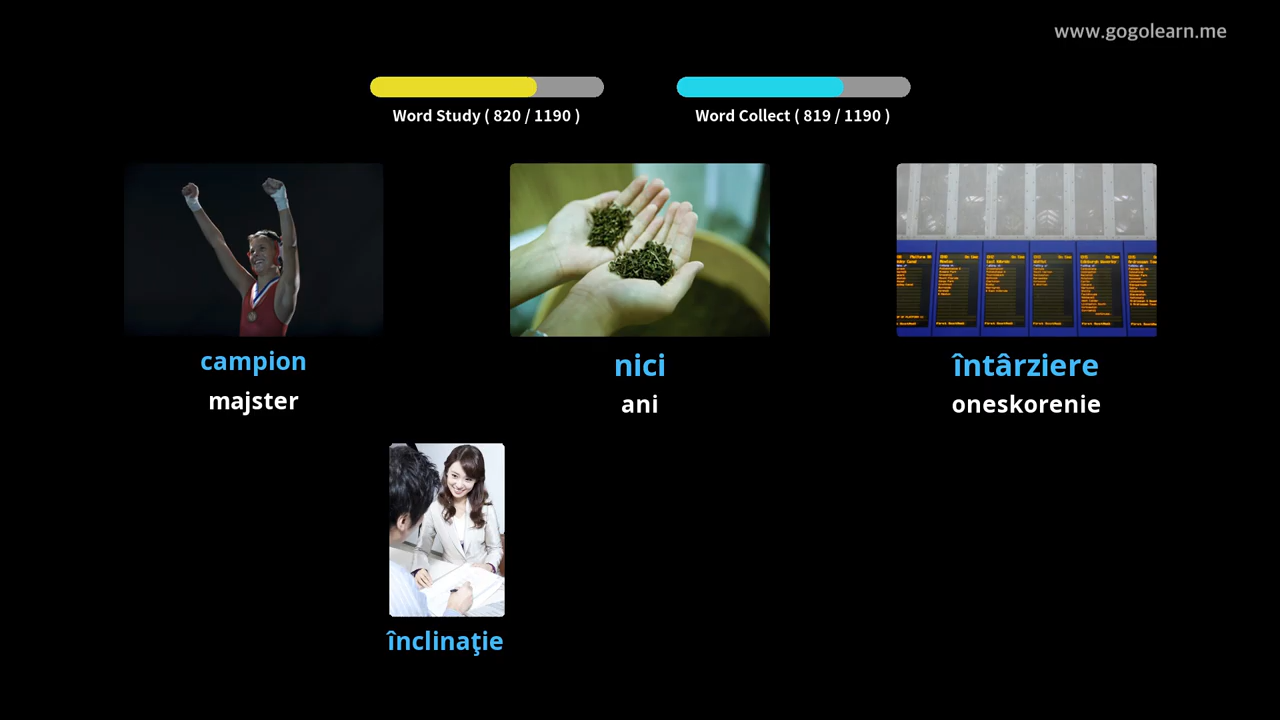 www.gogolearn.me
Word Study ( 820 / 1190 )
Word Collect ( 819 / 1190 )
campion
majster
nici
ani
întârziere
oneskorenie
înclinaţie